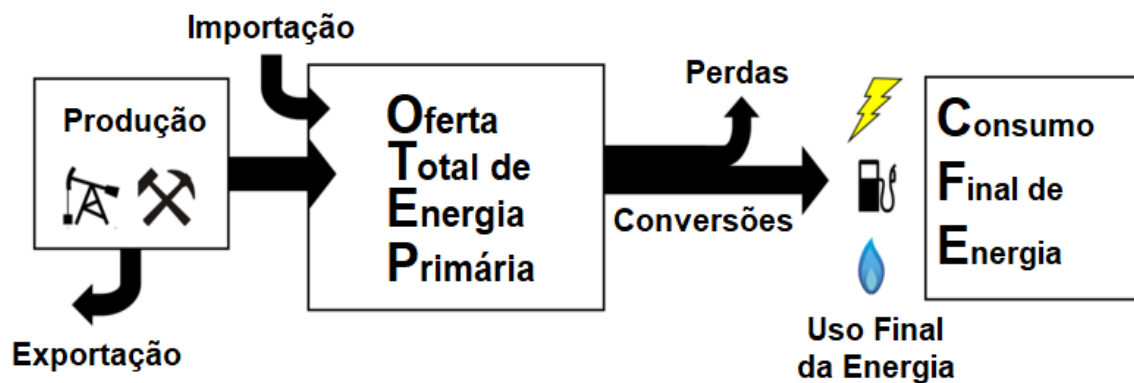 Importação
Produção
Exportação
Oferta
Total de
Energia
Primária
Perdas
Conversões
Uso Final
da Energia
Consumo
Final de
Energia